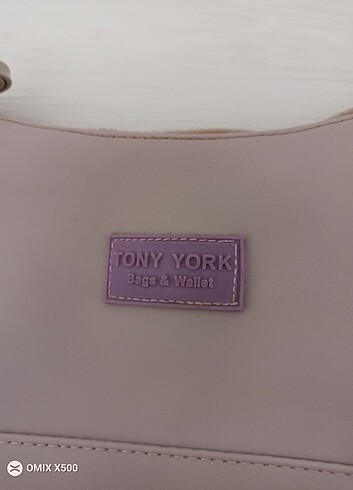 TONY YORK
Bags & Wallet
OMIX X500